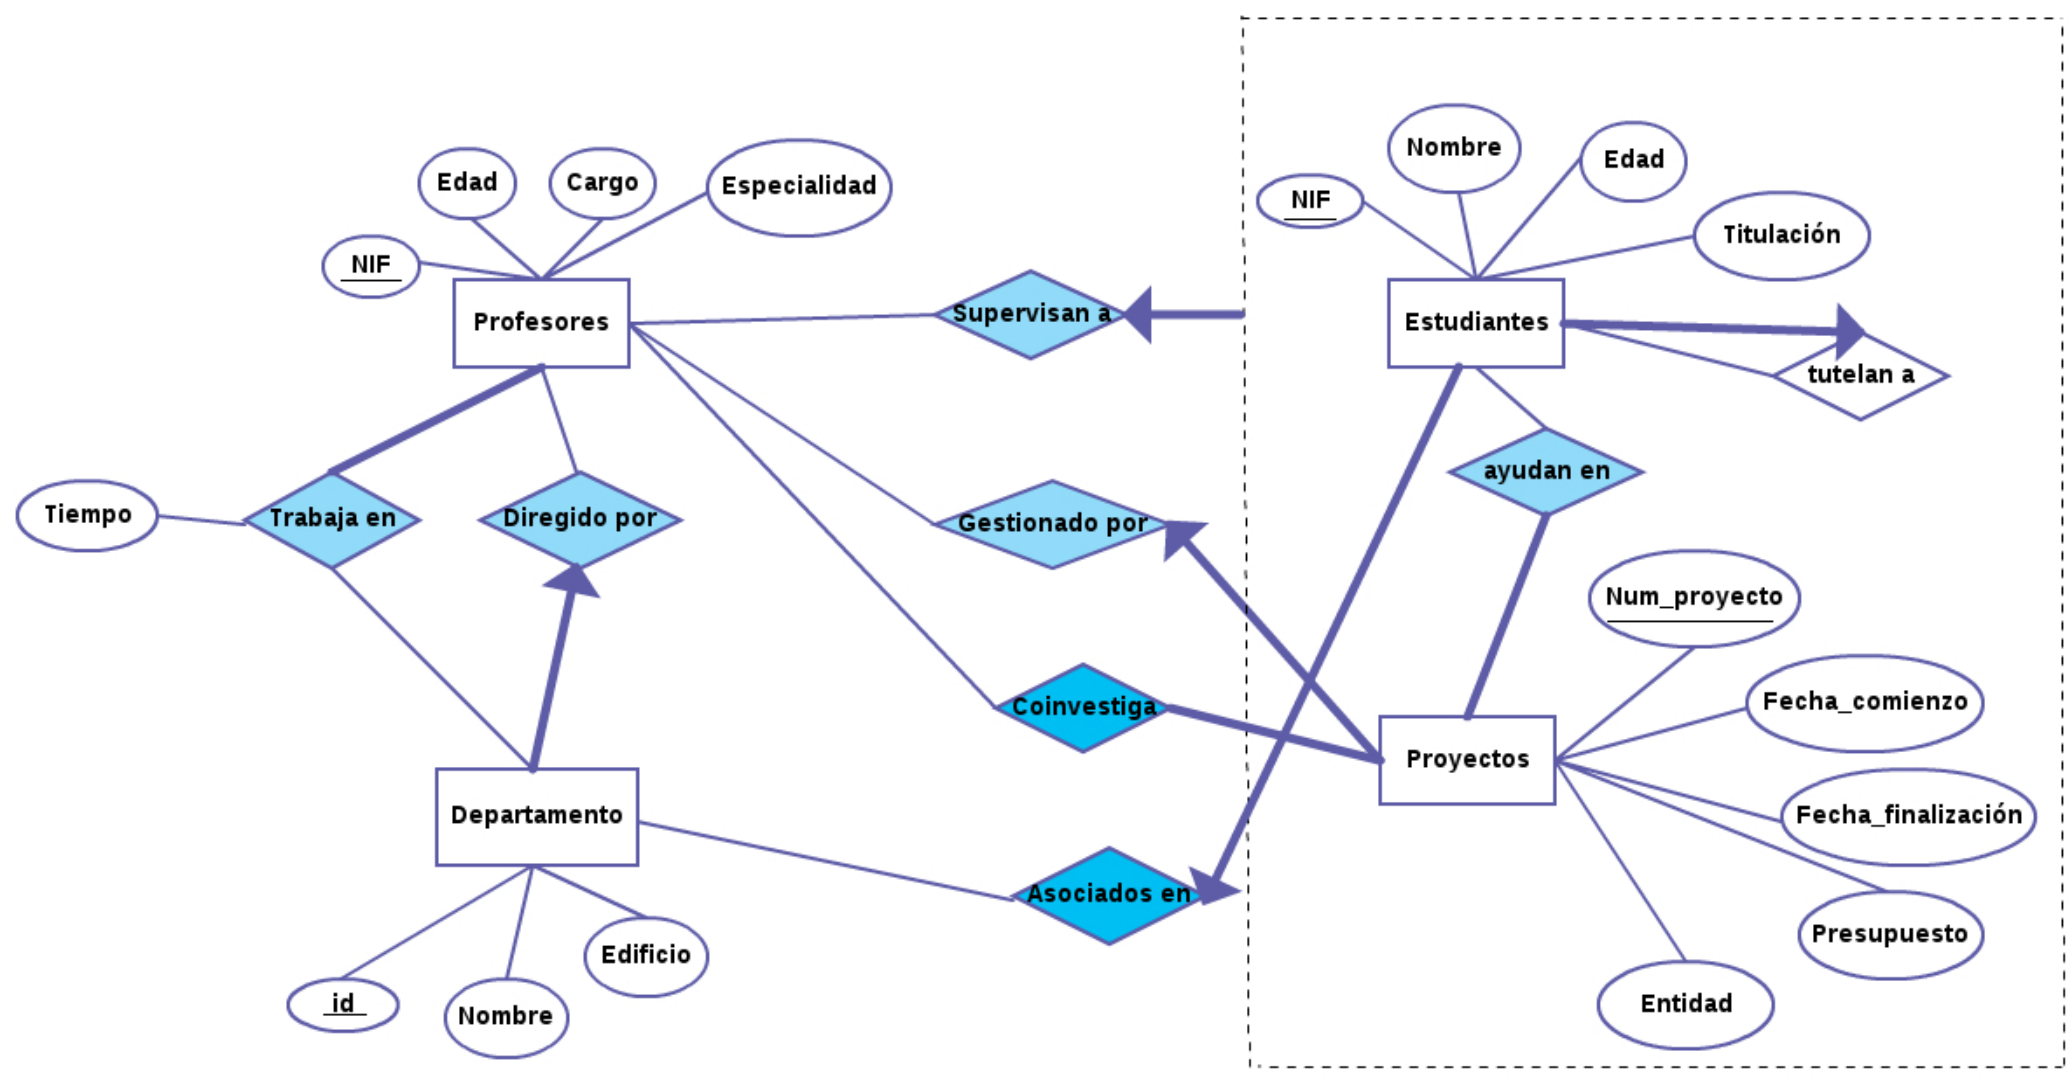 Nombre
Edad
NIF
Titulación
Edad
Cargo
Especialidad
NIF
Profesores
Supervisan a
Estudiantes
tutelan a
ayudan en
Tiempo
Trabaja en
Diregido por
Gestionado por
Num_proyecto
Fecha_comienzo
Coinvestiga
Proyectos
Departamento
Fecha_finalización
Asociados en
Presupuesto
Edificio
id
Nombre
Entidad